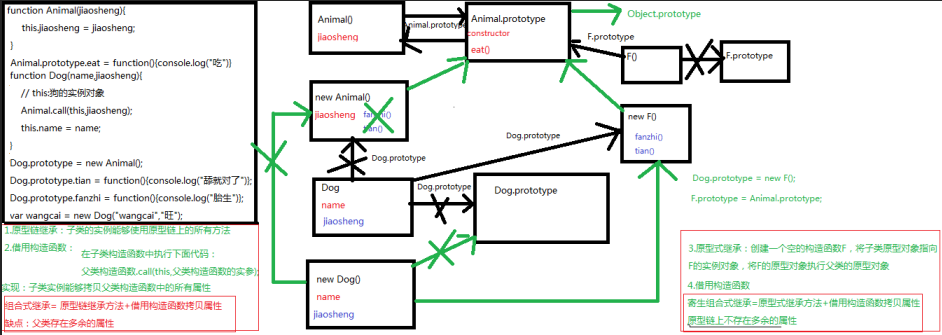 function Animal(jiaosheng){
this.jiaosheng = jiaosheng;
}
Animal.prototype.eat = function(){console.log("吃")}
function Dog(name,jiaosheng){
// this:狗的实例对象
Animal.call(this,jiaosheng);
this.name = name;
}
Dog.prototype = new Animal();
Dog.prototype.tian = function(){console.log("舔就对了")};
Dog.prototype.fanzhi = function(){console.log("胎生")};
var wangcai = new Dog("wangcai","旺");
1.原型链继承：子类的实例能够使用原型链上的所有方法
2.借用构造函数：
在子类构造函数中执行下面代码：
父类构造函数.call(this,父类构造函数的实参);
实现：子类实例能够拷贝父类构造函数中的所有属性
组合式继承= 原型链继承方法+借用构造函数拷贝属性
缺点：父类存在多余的属性
Animal()
jiaosheng
Animal.prototype
Animal.prototype
constructor
eat()
Object.prototype
F.prototype
F()
F.prototype
new Animal()
jiaosheng
fanzhi
tian()
Dog.prototype
Dog.prototype
new F()
fanzhi()
tian()
Dog
name
jiaosheng
Dog.prototype
Dog.prototype
Dog.prototype = new F();
F.prototype = Animal.prototype;
new Dog()
name
jiaosheng
3.原型式继承：创建一个空的构造函数F，将子类原型对象指向
F的实例对象，将F的原型对象执行父类的原型对象
4.借用构造函数
寄生组合式继承=原型式继承方法+借用构造函数拷贝属性
原型链上不存在多余的属性